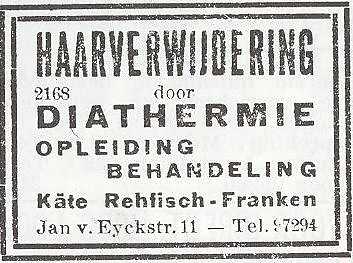 HAARVERWIJDERING
2168 door
DIATHERMIE
OPLEIDING
BEHANDELING
Käte Rehfisch-Franken
Jan v. Eyckstr. 11 — Tel. 97294